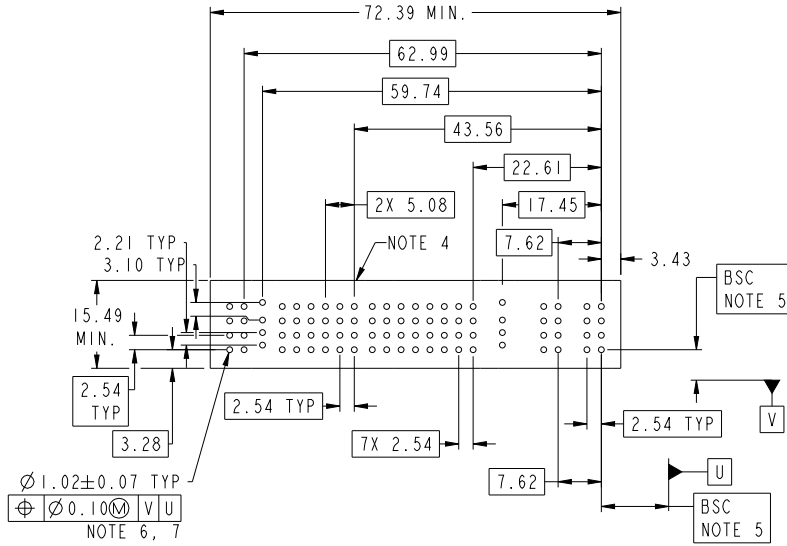 72.39 MIN.
62.99
59.74
43.56
22.61
2X 5.08
17.45
2.21 TYP
NOTE 4
7.62
3.10 TYP
3.43
BSC
NOTE 5
15.49
MIN.
2.54
TYP
2.54 TYP
2.54 TYP
V
3.28
7X 2.54
U
Ø1.02±0.07 TYP
7.62
⌖ Ø0.10Ⓜ V U
BSC
NOTE 5
NOTE 6, 7